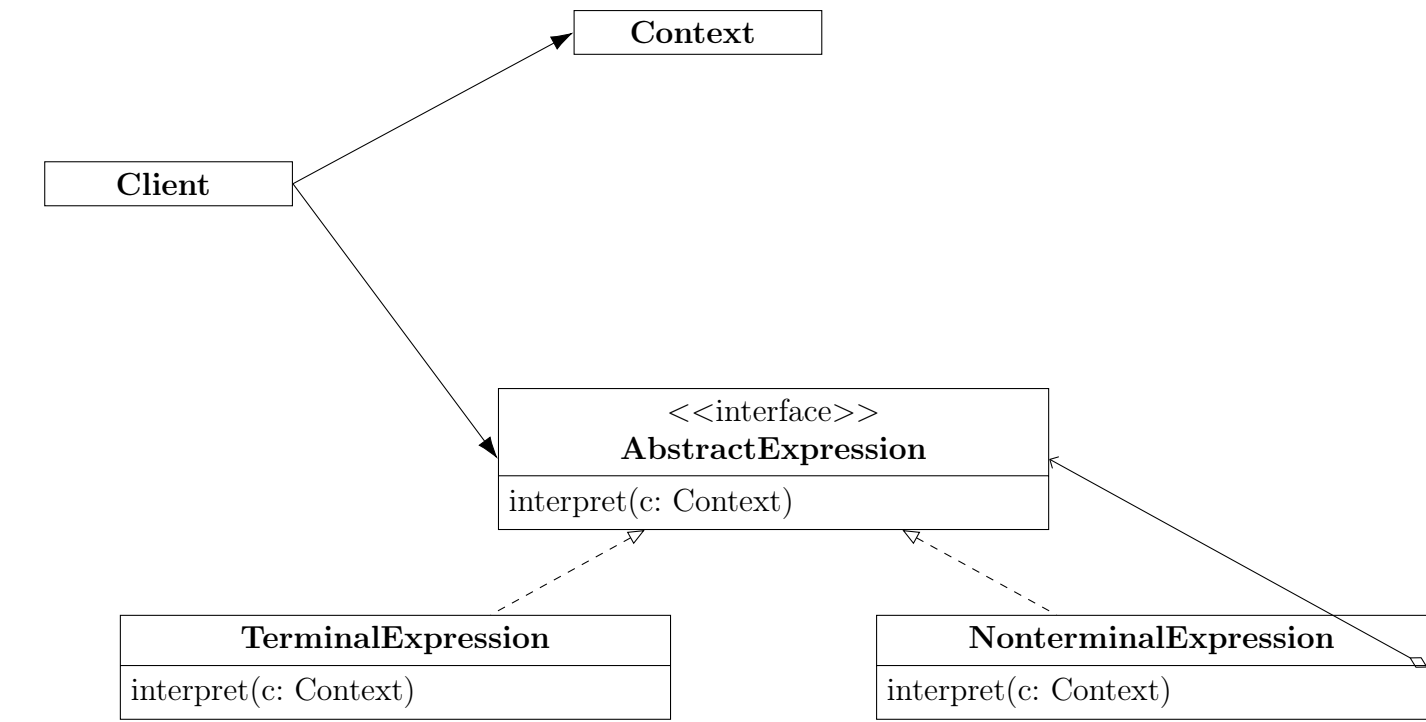 Context
Client
<<interface>>
AbstractExpression
interpret(c: Context)
TerminalExpression
interpret(c: Context)
NonterminalExpression
interpret(c: Context)